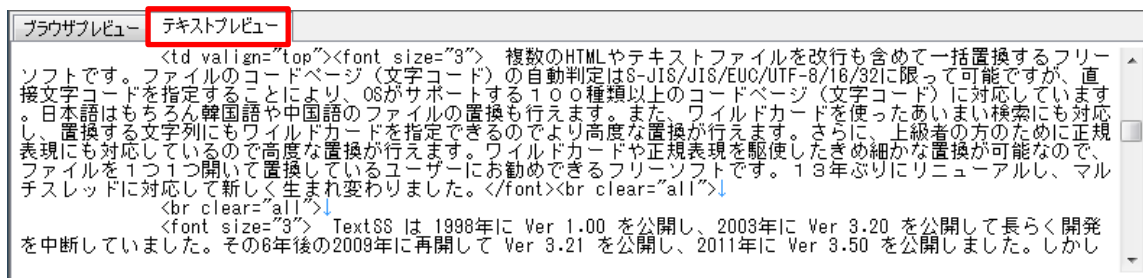 ブラウザプレビュー テキストプレビュー
<td valign="top"><font size="3">　複数のHTMLやテキストファイルを改行も含めて一括置換するフリー
ソフトです。ファイルのコードページ（文字コード）の自動判定はS-JIS/JIS/EUC/UTF-8/16/32に限って可能ですが、直
接文字コードを指定することにより、OSがサポートする１００種類以上のコードページ（文字コード）に対応しています
。日本語はもちろん韓国語や中国語のファイルの置換も行えます。また、ワイルドカードを使ったあいまい検索にも対応
し、置換する文字列にもワイルドカードを指定できるのでより高度な置換が行えます。さらに、上級者の方のために正規
表現にも対応しているので高度な置換が行えます。ワイルドカードや正規表現を駆使したきめ細かな置換が可能なので、
ファイルを１つ１つ開いて置換しているユーザーにお勧めできるフリーソフトです。１３年ぶりにリニューアルし、マル
チスレッドに対応して新しく生まれ変わりました。</font><br clear="all">↓
<br clear="all">↓
<font size="3">　TextSS は 1998年に Ver 1.00 を公開し、2003年に Ver 3.20 を公開して長らく開発
を中断していました。その6年後の2009年に再開して Ver 3.21 を公開し、2011年に Ver 3.50 を公開しました。しかし